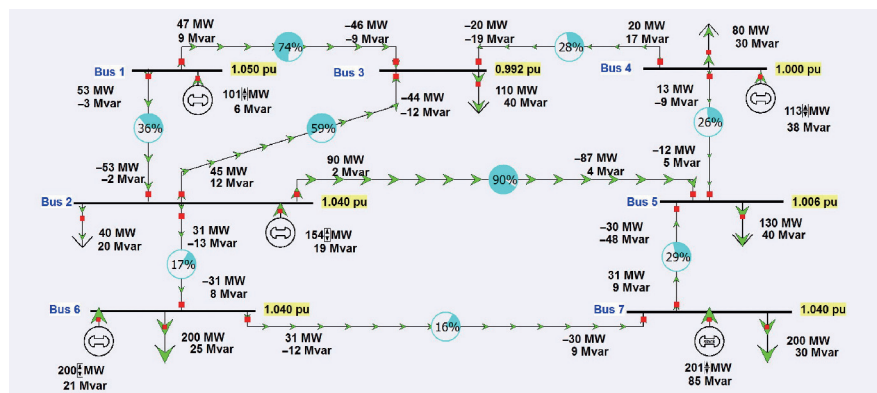 47 MW
9 Mvar
74%
−46 MW
−9 Mvar
−20 MW
−19 Mvar
28%
20 MW
17 Mvar
80 MW
30 Mvar
Bus 1
1.050 pu
Bus 3
0.992 pu
Bus 4
1.000 pu
53 MW
−3 Mvar
101 MW
6 Mvar
−44 MW
−12 Mvar
110 MW
40 Mvar
13 MW
−9 Mvar
113 MW
38 Mvar
36%
59%
26%
−53 MW
−2 Mvar
45 MW
12 Mvar
90 MW
2 Mvar
90%
−87 MW
4 Mvar
−12 MW
5 Mvar
Bus 2
1.040 pu
Bus 5
1.006 pu
40 MW
20 Mvar
31 MW
−13 Mvar
154 MW
19 Mvar
−30 MW
−48 Mvar
130 MW
40 Mvar
17%
29%
−31 MW
8 Mvar
31 MW
9 Mvar
Bus 6
1.040 pu
Bus 7
1.040 pu
200 MW
25 Mvar
31 MW
−12 Mvar
16%
−30 MW
9 Mvar
200 MW
30 Mvar
200 MW
21 Mvar
201 MW
85 Mvar